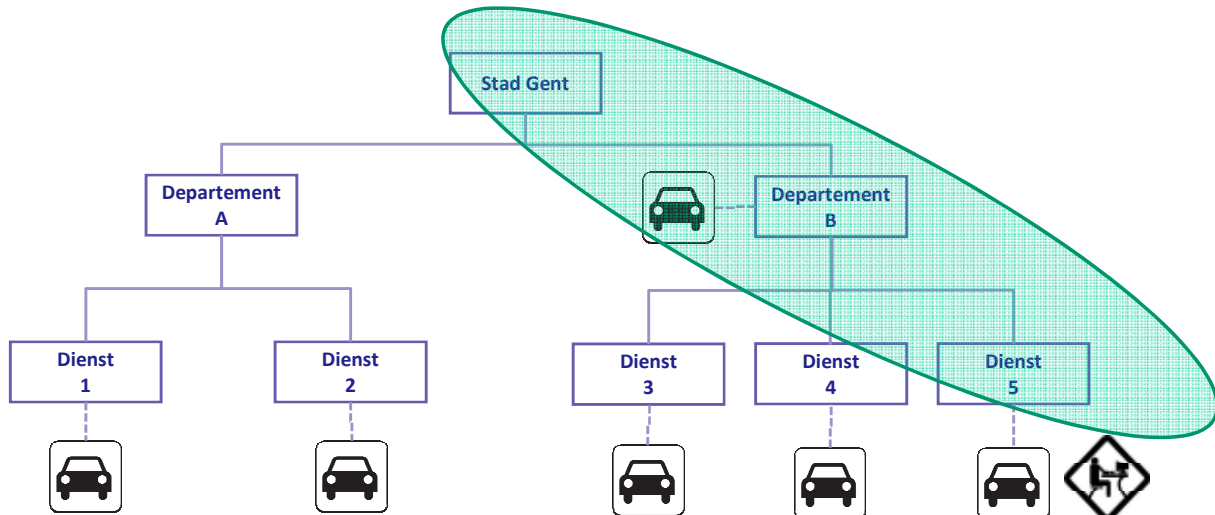 Stad Gent
Departement
A
Departement
B
Dienst
1
Dienst
2
Dienst
3
Dienst
4
Dienst
5